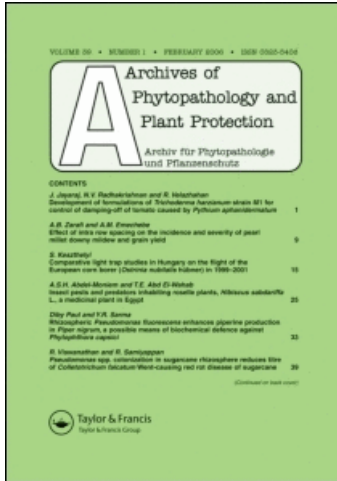 VOLUME 39 • NUMBER 1 • FEBRUARY 2006 • ISSN 0323-5408
A
Archives of
Phytopathology and
Plant Protection
Archiv für Phytopathologie
und Pflanzenschutz
CONTENTS
J. Jayaraj, N.V. Radhakrishnan and R. Velazhahan
Development of formulations of Trichoderma harzianum strain M1 for
control of damping-off of tomato caused by Pythium aphanidermatum 1
A.B. Zarafi and A.M. Emechebe
Effect of intra row spacing on the incidence and severity of pearl
millet downy mildew and grain yield 9
S. Keszthelyi
Comparative light trap studies in Hungary on the flight of the
European corn borer (Ostrinia nubilalis hübner) in 1999–2001 15
A.S.H. Abdel-Moniem and T.E. Abd El-Wahab
Insect pests and predators inhabiting roselle plants, Hibiscus sabdariffa
L., a medicinal plant in Egypt 25
Diby Paul and Y.R. Sarma
Rhizospheric Pseudomonas fluorescens enhances piperine production
in Piper nigrum, a possible means of biochemical defence against
Phytophthora capsici 33
R. Viswanathan and R. Samiyappan
Pseudomonas spp. colonization in sugarcane rhizosphere reduces titre
of Colletotrichum falcatum Went-causing red rot disease of sugarcane 39
(Continued on back cover)
Taylor & Francis
Taylor & Francis Group